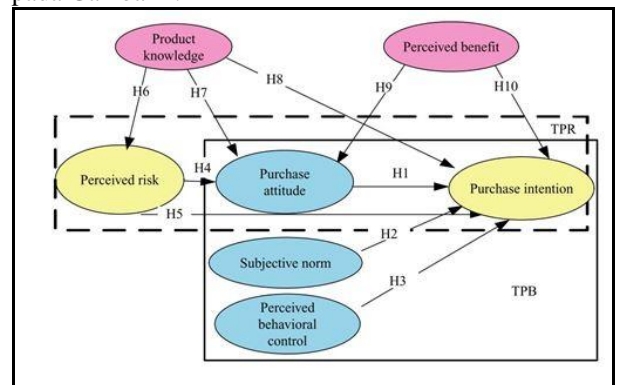 Product
knowledge
Perceived benefit
H8
H6
H7
H9
H10
TPR
Perceived risk
H4
Purchase
attitude
H1
Purchase intention
H5
H2
Subjective norm
H3
TPB
Perceived
behavioral
control